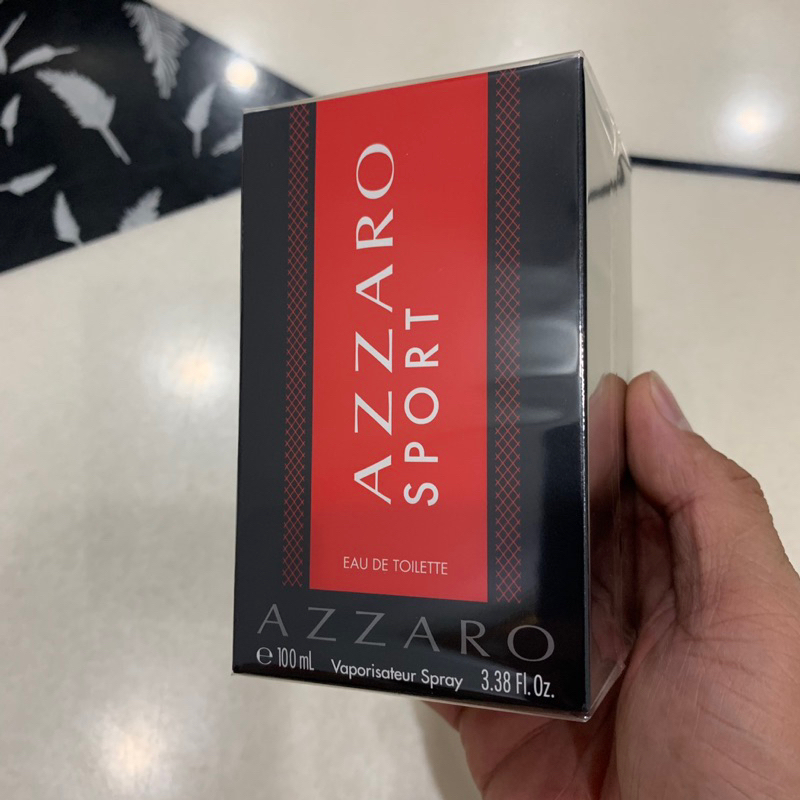 AZZARO
SPORT
EAU DE TOILETTE
AZZARO
℮ 100 mL Vaporisateur Spray 3.38 Fl. Oz.